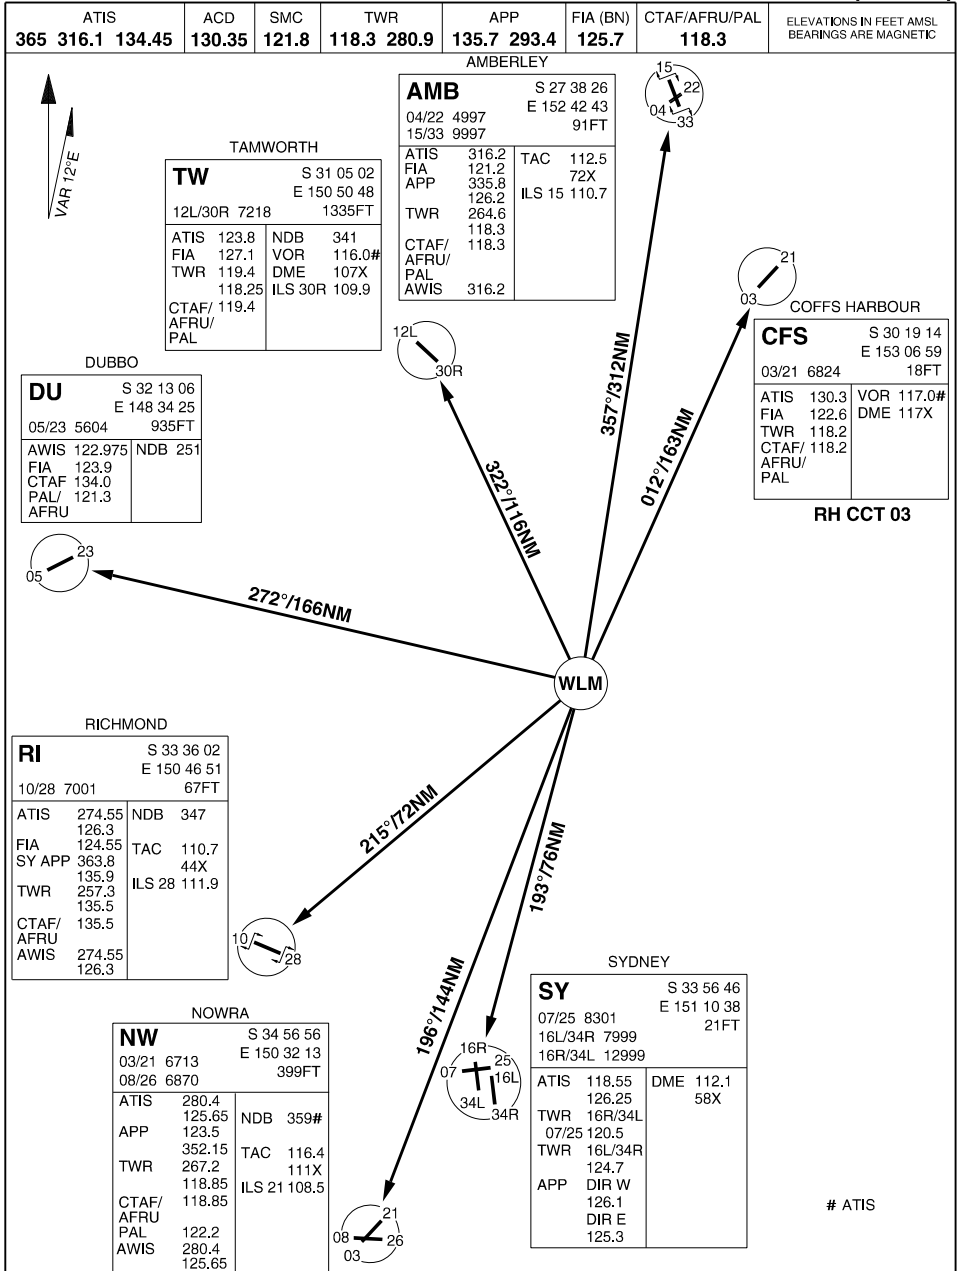 ATIS ACD SMC TWR APP FIA (BN) CTAF/AFRU/PAL ELEVATIONS IN FEET AMSL
365 316.1 134.45 130.35 121.8 118.3 280.9 135.7 293.4 125.7 118.3 BEARINGS ARE MAGNETIC
VAR 12°E
AMBERLEY
AMB S 27 38 26
E 152 42 43
04/22 4997 91FT
15/33 9997
ATIS 316.2 TAC 112.5
FIA 121.2 72X
APP 335.8 ILS 15 110.7
126.2
TWR 264.6
118.3
CTAF/ 118.3
AFRU/
PAL
AWIS 316.2
15
22
04
33
TAMWORTH
TW S 31 05 02
E 150 50 48
12L/30R 7218 1335FT
ATIS 123.8 NDB 341
FIA 127.1 VOR 116.0#
TWR 119.4 DME 107X
118.25 ILS 30R 109.9
CTAF/ 119.4
AFRU/
PAL
12L
30R
21
03
COFFS HARBOUR
CFS S 30 19 14
E 153 06 59
03/21 6824 18FT
ATIS 130.3 VOR 117.0#
FIA 122.6 DME 117X
TWR 118.2
CTAF/ 118.2
AFRU/
PAL
RH CCT 03
DUBBO
DU S 32 13 06
E 148 34 25
05/23 5604 935FT
AWIS 122.975 NDB 251
FIA 123.9
CTAF 134.0
PAL/ 121.3
AFRU
23
05
357°/312NM
012°/163NM
322°/116NM
272°/166NM
WLM
215°/72NM
193°/76NM
196°/144NM
RICHMOND
RI S 33 36 02
E 150 46 51
10/28 7001 67FT
ATIS 274.55 NDB 347
126.3
FIA 124.55 TAC 110.7
SY APP 363.8 44X
135.9 ILS 28 111.9
TWR 257.3
135.5
CTAF/ 135.5
AFRU
AWIS 274.55
126.3
10
28
NOWRA
NW S 34 56 56
E 150 32 13
03/21 6713 399FT
08/26 6870
ATIS 280.4
125.65 NDB 359#
APP 123.5
352.15 TAC 116.4
TWR 267.2 111X
118.85 ILS 21 108.5
CTAF/ 118.85
AFRU
PAL 122.2
AWIS 280.4
125.65
21
08 26
03
SYDNEY
SY S 33 56 46
E 151 10 38
07/25 8301 21FT
16L/34R 7999
16R/34L 12999
ATIS 118.55 DME 112.1
126.25 58X
TWR 16R/34L
07/25 120.5
TWR 16L/34R
124.7
APP DIR W
126.1
DIR E
125.3
16R
25
07 16L
34L
34R
# ATIS